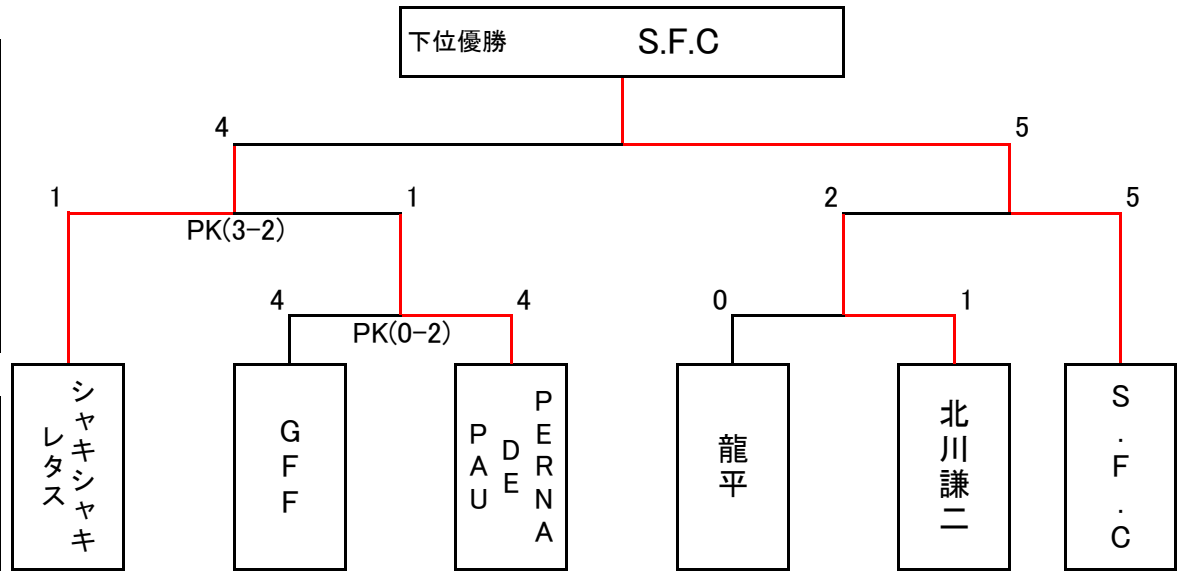 下位優勝 S.F.C
4 5
1 1 2 5
PK(3-2)
4 4 0 1
PK(0-2)
シャキシャキ
レタス
GFF
PERNA
DE
PAU
龍平
北川謙二
S.F.C